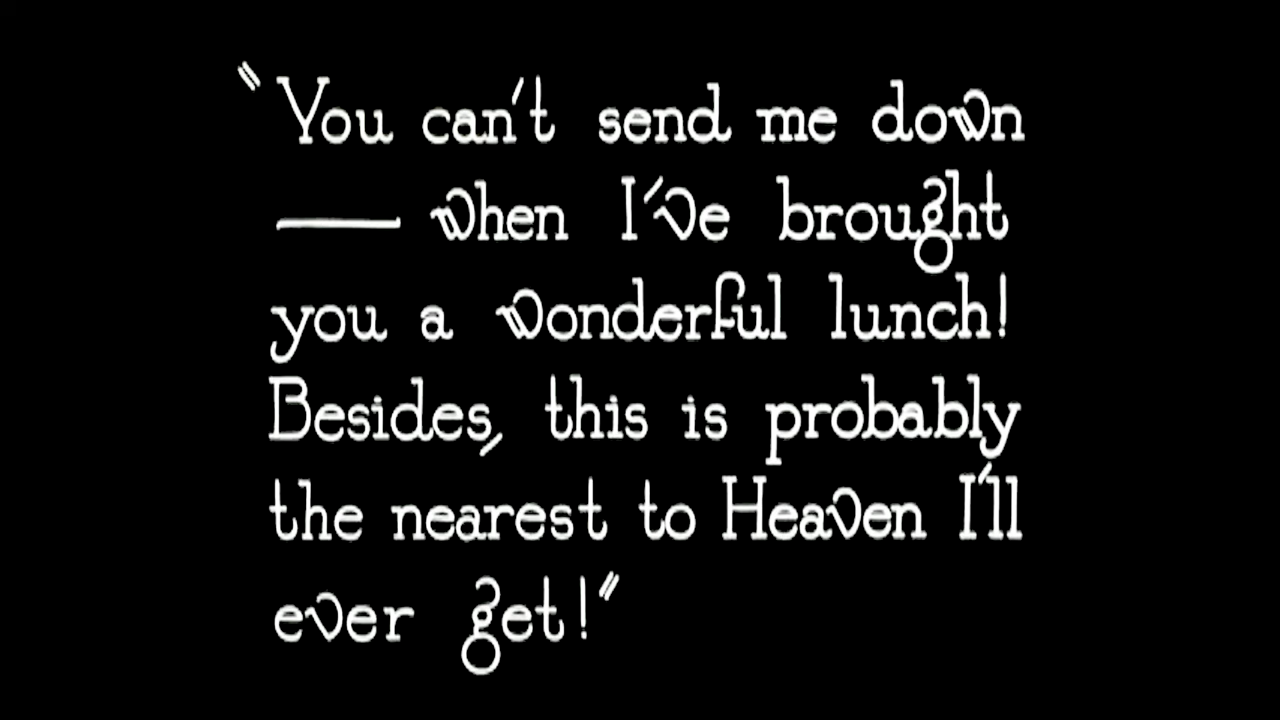 "You can't send me down
— when I've brought
you a wonderful lunch!
Besides, this is probably
the nearest to Heaven I'll
ever get!"